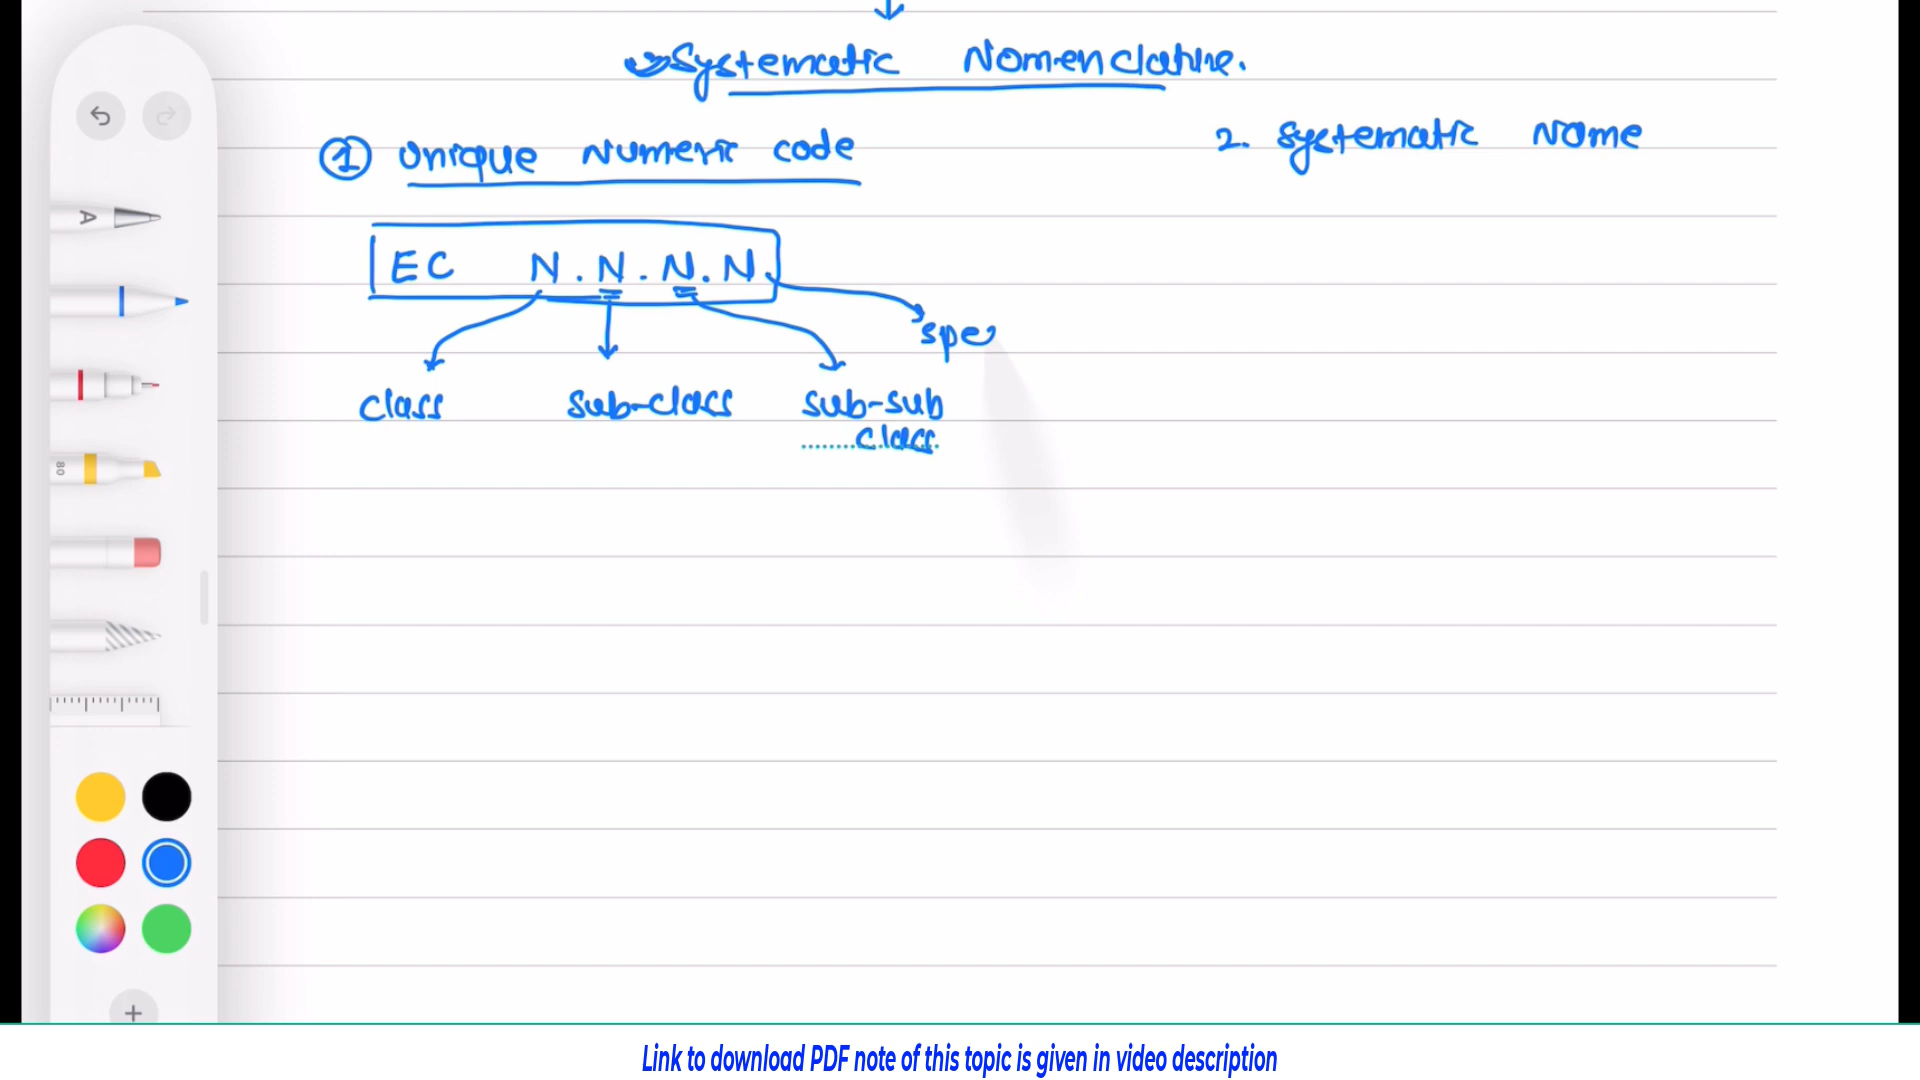 Systematic Nomenclature.
① Unique Numeric code
2. Systematic Name
EC N.N.N.N.
spe
class sub-class sub-sub
class
Link to download PDF note of this topic is given in video description